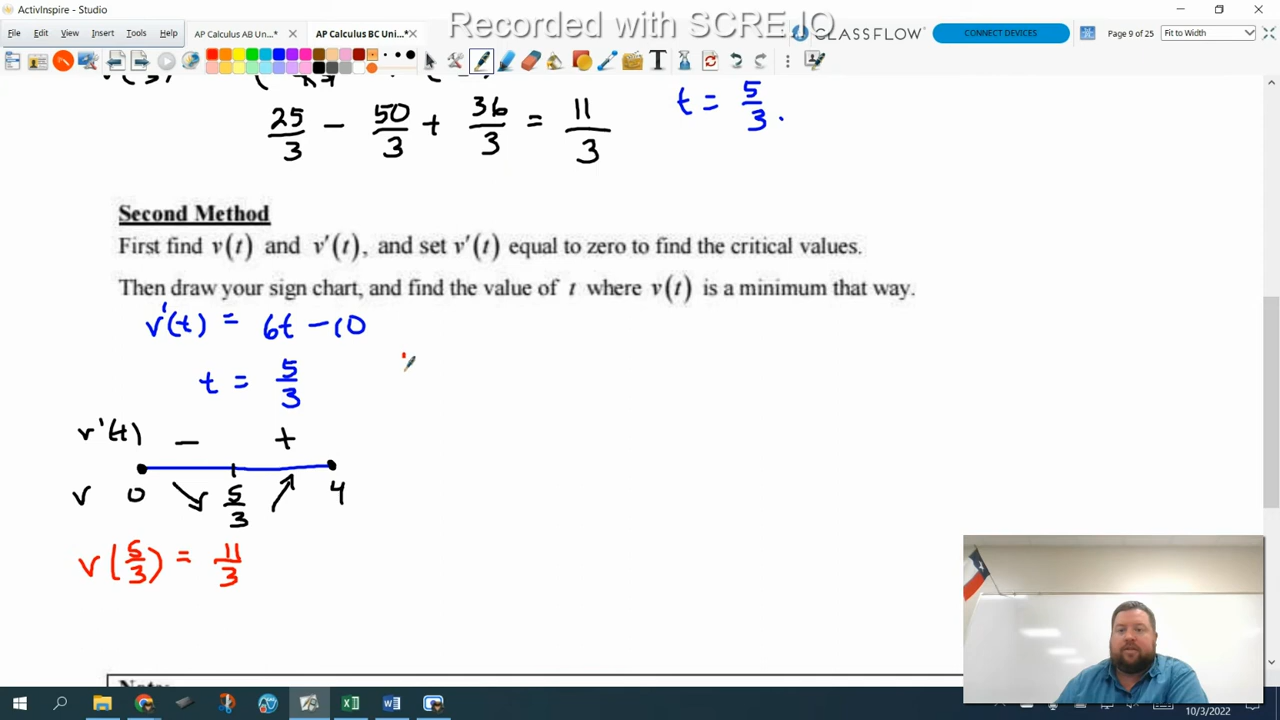 ActivInspire - Studio
Recorded with SCRE.IO
File Edit View Insert Tools Help
AP Calculus AB Un...* × AP Calculus BC Uni...* ×
CLASSFLOW CONNECT DEVICES Page 9 of 25 Fit to Width
25/3 - 50/3 + 36/3 = 11/3
t = 5/3.
Second Method
First find v(t) and v'(t), and set v'(t) equal to zero to find the critical values.
Then draw your sign chart, and find the value of t where v(t) is a minimum that way.
v'(t) = 6t - 10
t = 5/3
v'(t) - +
v 0 ↘ 5/3 ↗ 4
v(5/3) = 11/3
10/3/2022